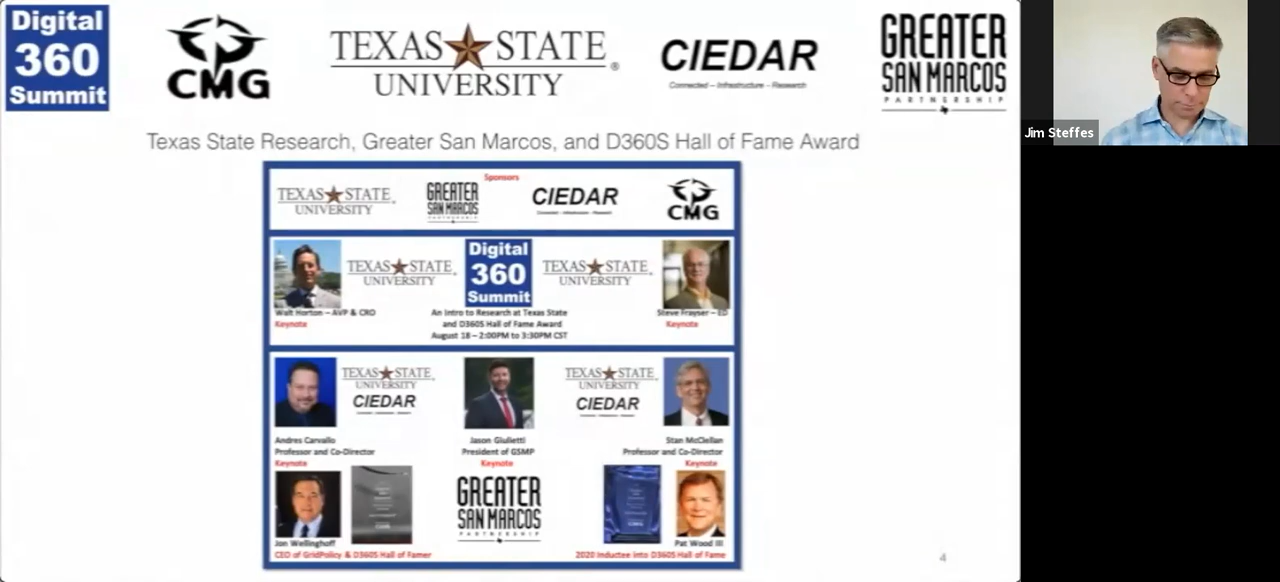 Digital
360
Summit
CMG
TEXAS STATE
UNIVERSITY
®
CIEDAR
Connected – Infrastructure - Research
GREATER
SAN MARCOS
PARTNERSHIP
Jim Steffes
Texas State Research, Greater San Marcos, and D360S Hall of Fame Award
Sponsors
TEXAS STATE
UNIVERSITY
GREATER
SAN MARCOS
PARTNERSHIP
CIEDAR
Connected – Infrastructure - Research
CMG
TEXAS STATE
UNIVERSITY
Digital
360
Summit
TEXAS STATE
UNIVERSITY
Walt Horton – AVP & CRO
Keynote
An Intro to Research at Texas State
and D360S Hall of Fame Award
August 18 – 2:00PM to 3:30PM CST
Steve Frayser – ED
Keynote
TEXAS STATE
UNIVERSITY
CIEDAR
TEXAS STATE
UNIVERSITY
CIEDAR
Andres Carvallo
Professor and Co-Director
Keynote
Jason Giulietti
President of GSMP
Keynote
Stan McClellan
Professor and Co-Director
Keynote
GREATER
SAN MARCOS
PARTNERSHIP
Jon Wellinghoff
CEO of GridPolicy & D360S Hall of Famer
Pat Wood III
2020 Inductee into D360S Hall of Fame
4